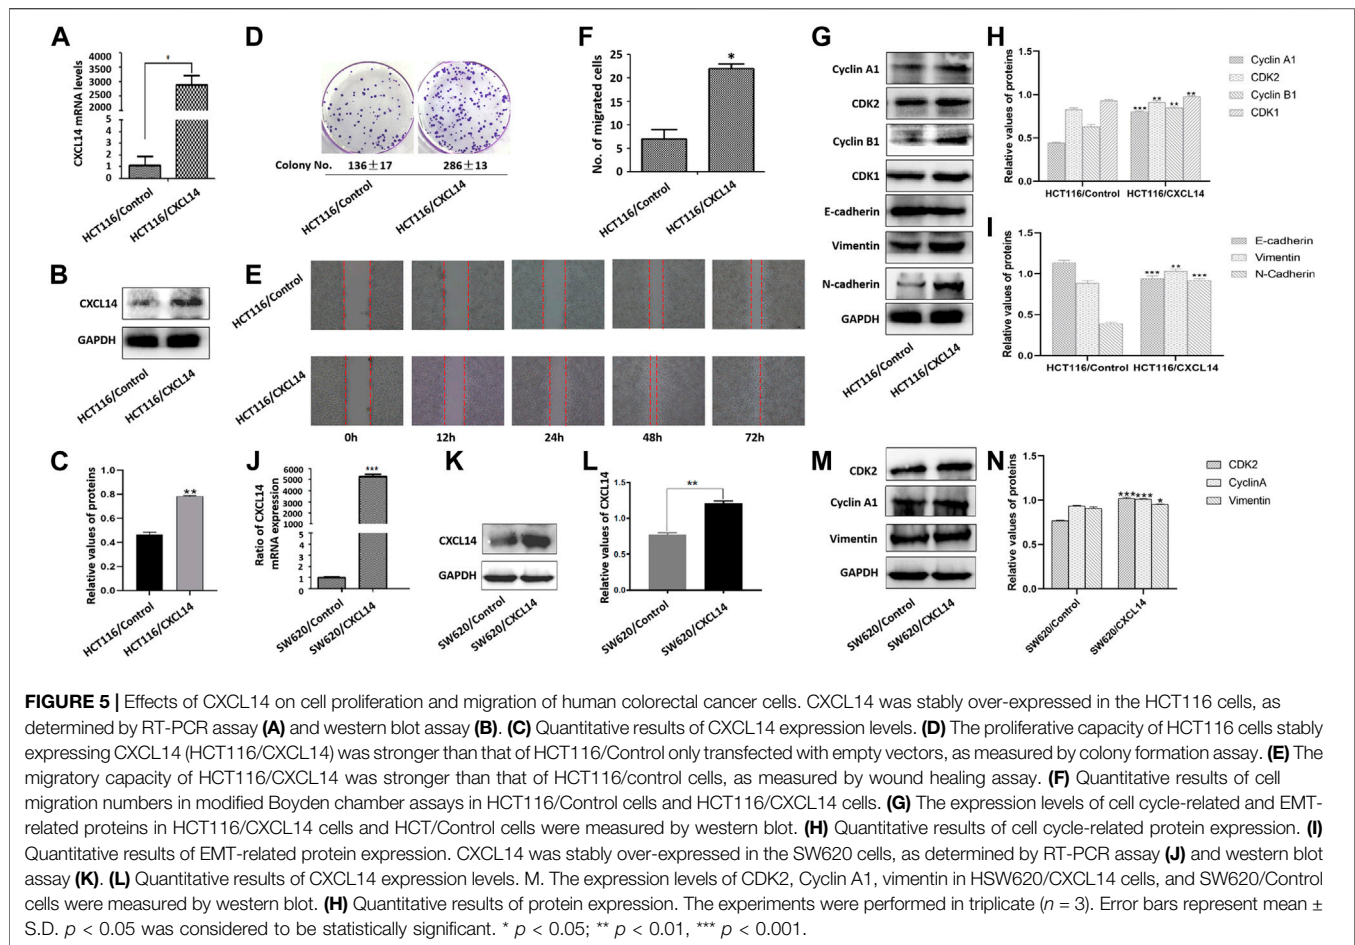 A
CXCL14 mRNA levels
4000
3500
3000
2500
2000
5
4
3
2
1
0
*
HCT116/Control
HCT116/CXCL14
B
CXCL14
GAPDH
HCT116/Control
HCT116/CXCL14
C
Relative values of proteins
0.8
0.6
0.4
0.2
0.0
**
HCT116/Control
HCT116/CXCL14
D
Colony No. 136±17 286±13
HCT116/Control
HCT116/CXCL14
E
HCT116/Control
HCT116/CXCL14
0h 12h 24h 48h 72h
F
No. of migrated cells
25
20
15
10
5
0
*
HCT116/Control
HCT116/CXCL14
G
Cyclin A1
CDK2
Cyclin B1
CDK1
E-cadherin
Vimentin
N-cadherin
GAPDH
HCT116/Control
HCT116/CXCL14
H
Relative values of proteins
1.0
0.5
0.0
*** ** ** **
HCT116/Control HCT116/CXCL14
Cyclin A1
CDK2
Cyclin B1
CDK1
I
Relative values of proteins
1.5
1.0
0.5
0.0
*** ** ***
HCT116/Control HCT116/CXCL14
E-cadherin
Vimentin
N-Cadherin
J
Ratio of CXCL14
mRNA expression
6000
5000
4000
3000
2000
1000
5
4
3
2
1
0
***
SW620/Control
SW620/CXCL14
K
CXCL14
GAPDH
SW620/Control
SW620/CXCL14
L
Relative values of CXCL14
1.5
1.0
0.5
0.0
**
SW620/Control
SW620/CXCL14
M
CDK2
Cyclin A1
Vimentin
GAPDH
SW620/Control
SW620/CXCL14
N
Relative values of proteins
1.5
1.0
0.5
0.0
*** *** *
SW620/Control
SW620/CXCL14
CDK2
CyclinA
Vimentin
FIGURE 5 | Effects of CXCL14 on cell proliferation and migration of human colorectal cancer cells. CXCL14 was stably over-expressed in the HCT116 cells, as
determined by RT-PCR assay (A) and western blot assay (B). (C) Quantitative results of CXCL14 expression levels. (D) The proliferative capacity of HCT116 cells stably
expressing CXCL14 (HCT116/CXCL14) was stronger than that of HCT116/Control only transfected with empty vectors, as measured by colony formation assay. (E) The
migratory capacity of HCT116/CXCL14 was stronger than that of HCT116/control cells, as measured by wound healing assay. (F) Quantitative results of cell
migration numbers in modified Boyden chamber assays in HCT116/Control cells and HCT116/CXCL14 cells. (G) The expression levels of cell cycle-related and EMT-
related proteins in HCT116/CXCL14 cells and HCT/Control cells were measured by western blot. (H) Quantitative results of cell cycle-related protein expression. (I)
Quantitative results of EMT-related protein expression. CXCL14 was stably over-expressed in the SW620 cells, as determined by RT-PCR assay (J) and western blot
assay (K). (L) Quantitative results of CXCL14 expression levels. M. The expression levels of CDK2, Cyclin A1, vimentin in HSW620/CXCL14 cells, and SW620/Control
cells were measured by western blot. (H) Quantitative results of protein expression. The experiments were performed in triplicate (n = 3). Error bars represent mean ±
S.D. p < 0.05 was considered to be statistically significant. * p < 0.05; ** p < 0.01, *** p < 0.001.